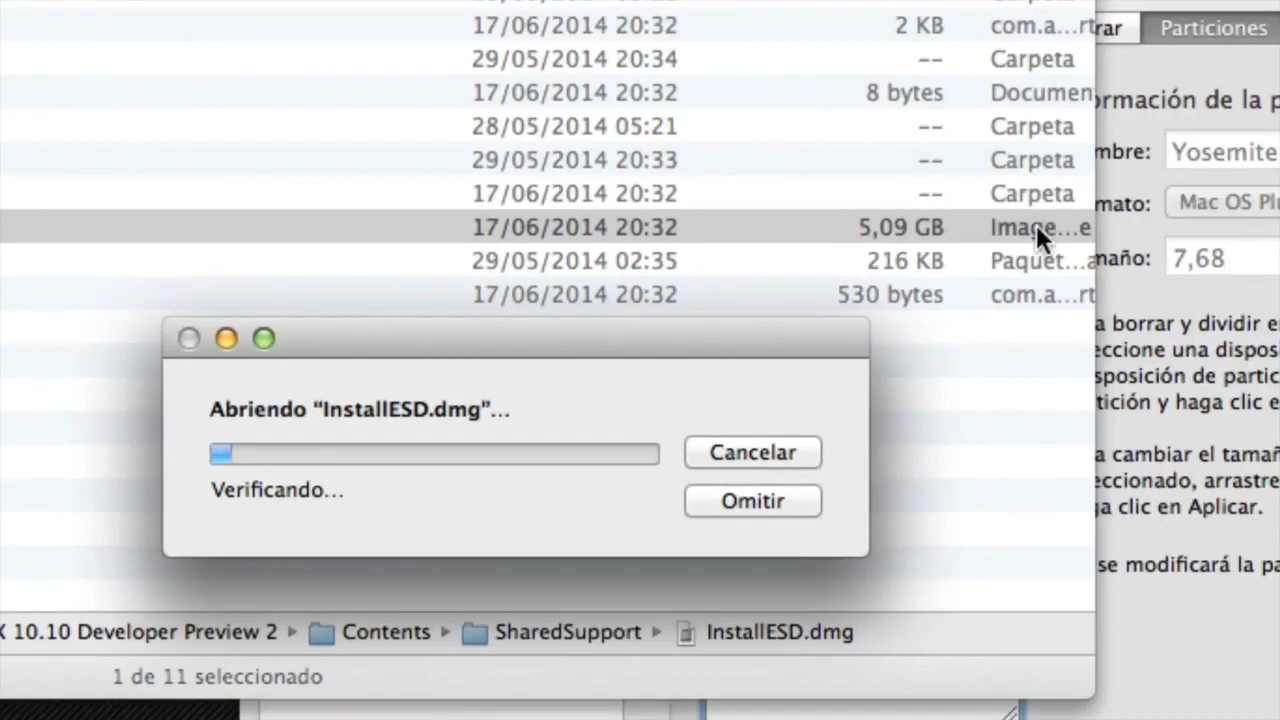 17/06/2014 20:32 2 KB com.a...rt
29/05/2014 20:34 -- Carpeta
17/06/2014 20:32 8 bytes Documen
28/05/2014 05:21 -- Carpeta
29/05/2014 20:33 -- Carpeta
17/06/2014 20:32 -- Carpeta
17/06/2014 20:32 5,09 GB Image...e
29/05/2014 02:35 216 KB Paquet...a
17/06/2014 20:32 530 bytes com.a...rt
Abriendo “InstallESD.dmg”...
Cancelar
Verificando...
Omitir
X 10.10 Developer Preview 2 ▸ Contents ▸ SharedSupport ▸ InstallESD.dmg
1 de 11 seleccionado
rar Particiones
ormación de la p
mbre: Yosemite
mato: Mac OS Plu
maño: 7,68
a borrar y dividir e
eccione una dispos
sposición de partic
tición y haga clic e
a cambiar el tamañ
eccionado, arrastre
ga clic en Aplicar.
se modificará la pa